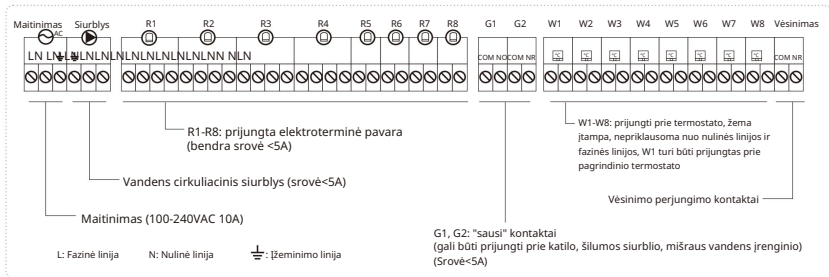 Maitinimas Siurblys R1 R2 R3 R4 R5 R6 R7 R8 G1 G2 W1 W2 W3 W4 W5 W6 W7 W8 Vėsinimas
AC
COM NO COM NR COM NR
R1-R8: prijungta elektroterminė pavara
(bendra srovė <5A)
W1-W8: prijungti prie termostato, žema
įtampa, nepriklausoma nuo nulinės linijos ir
fazinės linijos, W1 turi būti prijungtas prie
pagrindinio termostato
Vandens cirkuliacinis siurblys (srovė<5A)
Vėsinimo perjungimo kontaktai
Maitinimas (100-240VAC 10A)
G1, G2: "sausi" kontaktai
(gali būti prijungti prie katilo, šilumos siurblio, mišraus vandens įrenginio)
(Srovė<5A)
L: Fazinė linija N: Nulinė linija : Įžeminimo linija